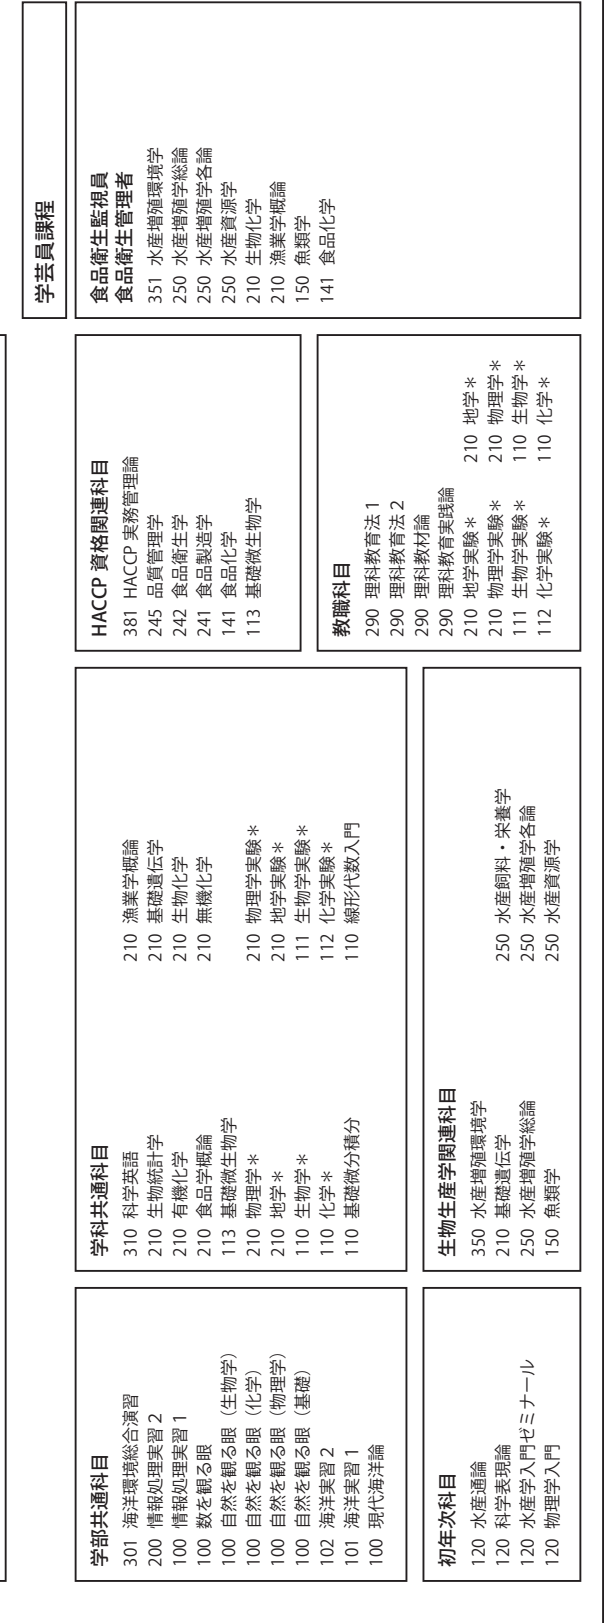 学部共通科目
301 海洋環境総合演習
200 情報処理実習 2
100 情報処理実習 1
100 数を観る眼
100 自然を観る眼（生物学）
100 自然を観る眼（化学）
100 自然を観る眼（物理学）
100 自然を観る眼（基礎）
102 海洋実習 2
101 海洋実習 1
100 現代海洋論
初年次科目
120 水産通論
120 科学表現論
120 水産学入門ゼミナール
120 物理学入門
学科共通科目
310 科学英語
210 生物統計学
210 有機化学
210 食品学概論
113 基礎微生物学
210 物理学＊
210 地学＊
110 生物学＊
110 化学＊
110 基礎微分積分
210 漁業学概論
210 基礎遺伝学
210 生物化学
210 無機化学
210 物理学実験＊
210 地学実験＊
111 生物学実験＊
112 化学実験＊
110 線形代数入門
生物生産学関連科目
350 水産増殖環境学
210 基礎遺伝学
250 水産増殖学総論
150 魚類学
250 水産飼料・栄養学
250 水産増殖学各論
250 水産資源学
HACCP 資格関連科目
381 HACCP 実務管理論
245 品質管理学
242 食品衛生学
241 食品製造学
141 食品化学
113 基礎微生物学
教職科目
290 理科教育法 1
290 理科教育法 2
290 理科教材論
290 理科教育実践論
210 地学実験＊
210 物理学実験＊
111 生物学実験＊
112 化学実験＊
210 地学＊
210 物理学＊
110 生物学＊
110 化学＊
学芸員課程
食品衛生監視員
食品衛生管理者
351 水産増殖環境学
250 水産増殖学総論
250 水産増殖学各論
250 水産資源学
210 生物化学
210 漁業学概論
150 魚類学
141 食品化学